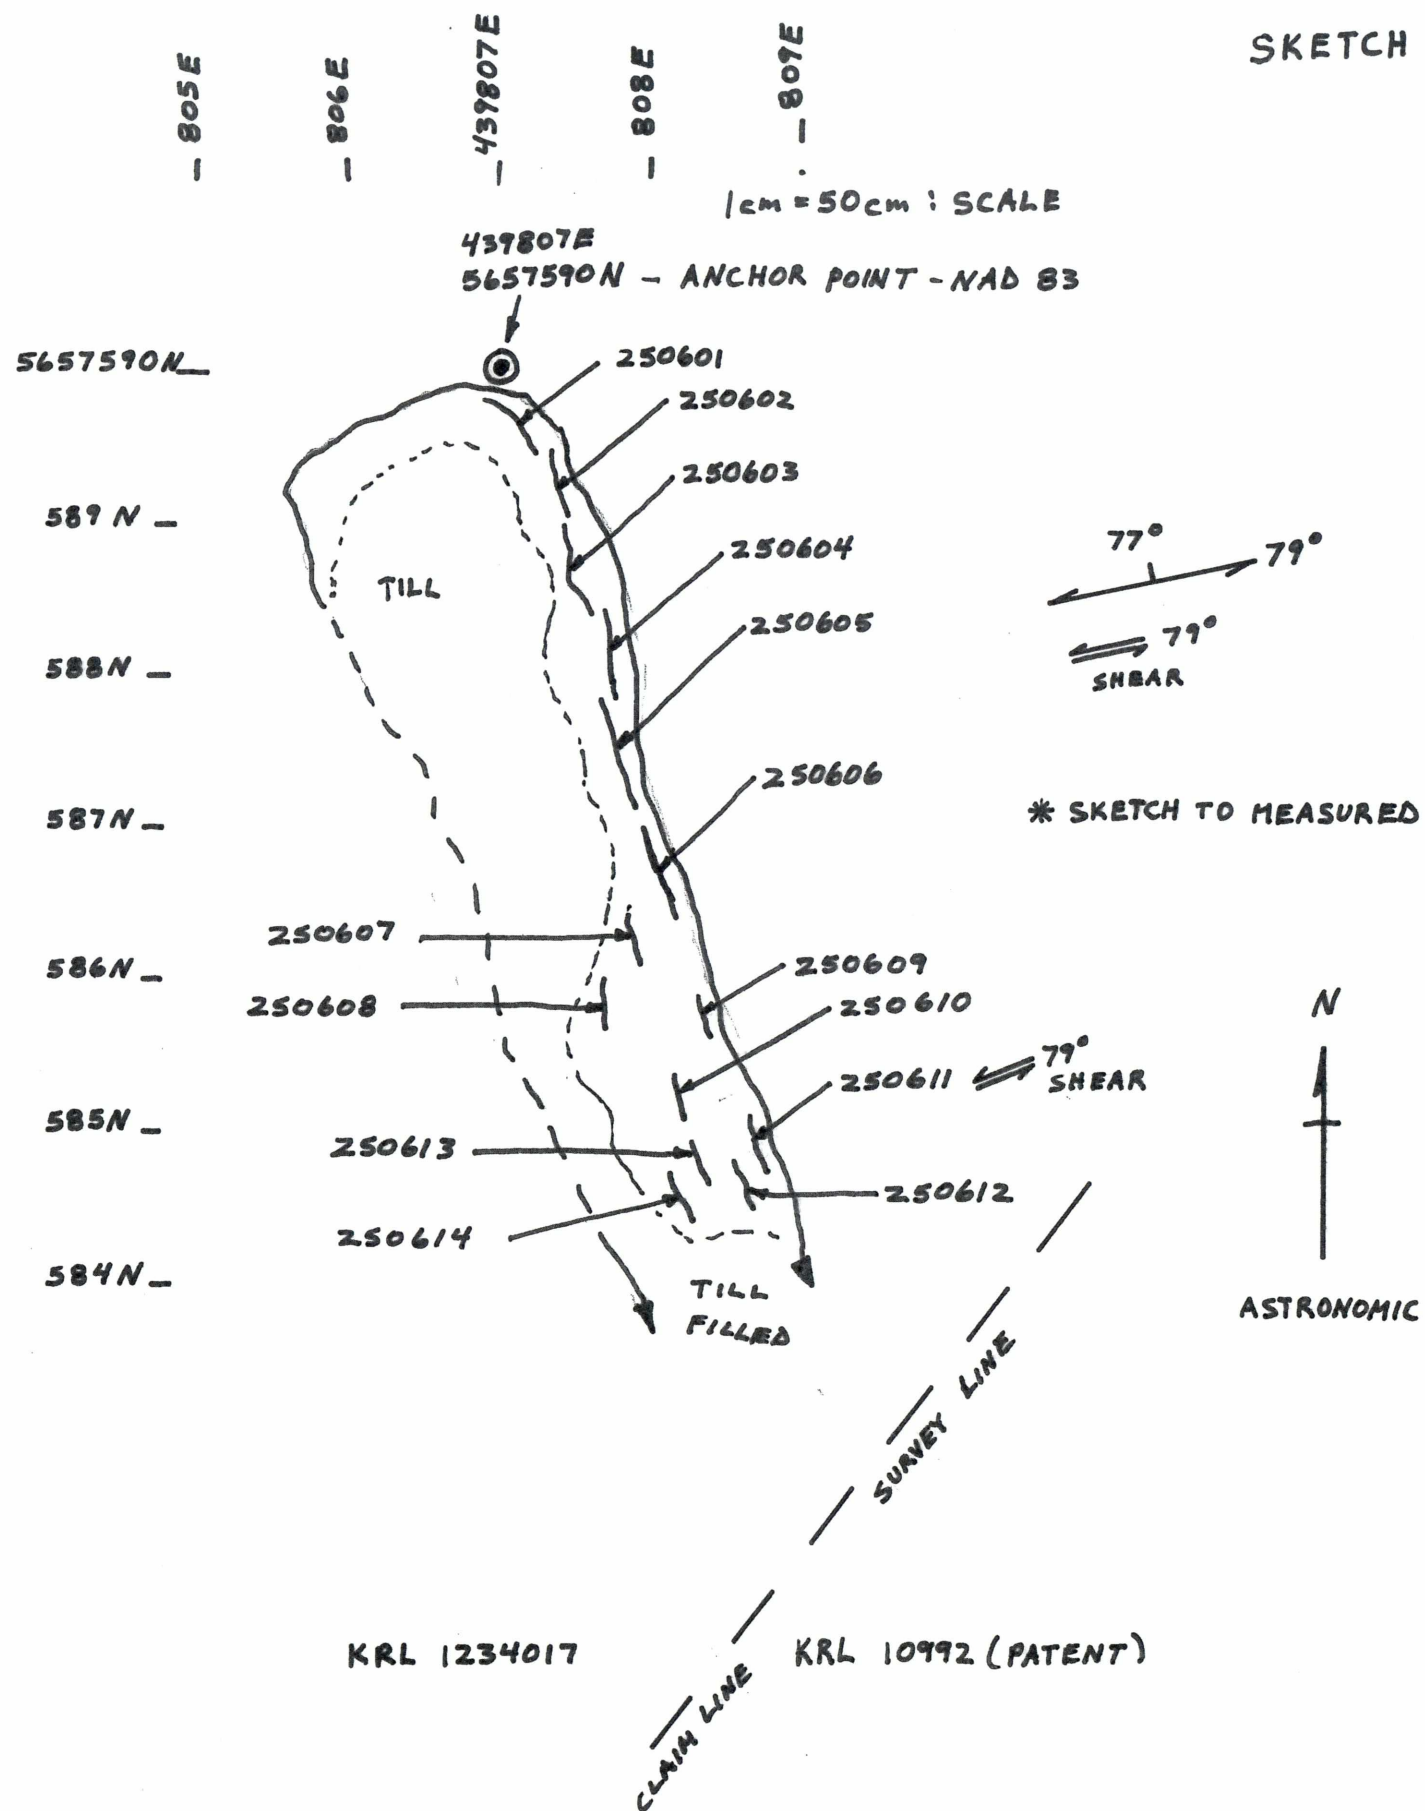 SKETCH
— 805E
— 806E
— 439807E
— 808E
— 809E
1cm = 50cm : SCALE
439807E
5657590N — ANCHOR POINT - NAD 83
5657590N—
250601
250602
250603
589N —
250604
77°
79°
TILL
250605
79°
SHEAR
588N —
250606
587N —
* SKETCH TO MEASURED
250607
586N —
250609
250608
250610
N
250611
79°
SHEAR
585N —
250613
250612
250614
584N —
TILL
FILLED
ASTRONOMIC
SURVEY LINE
KRL 1234017
KRL 10992 (PATENT)
CLAIM LINE